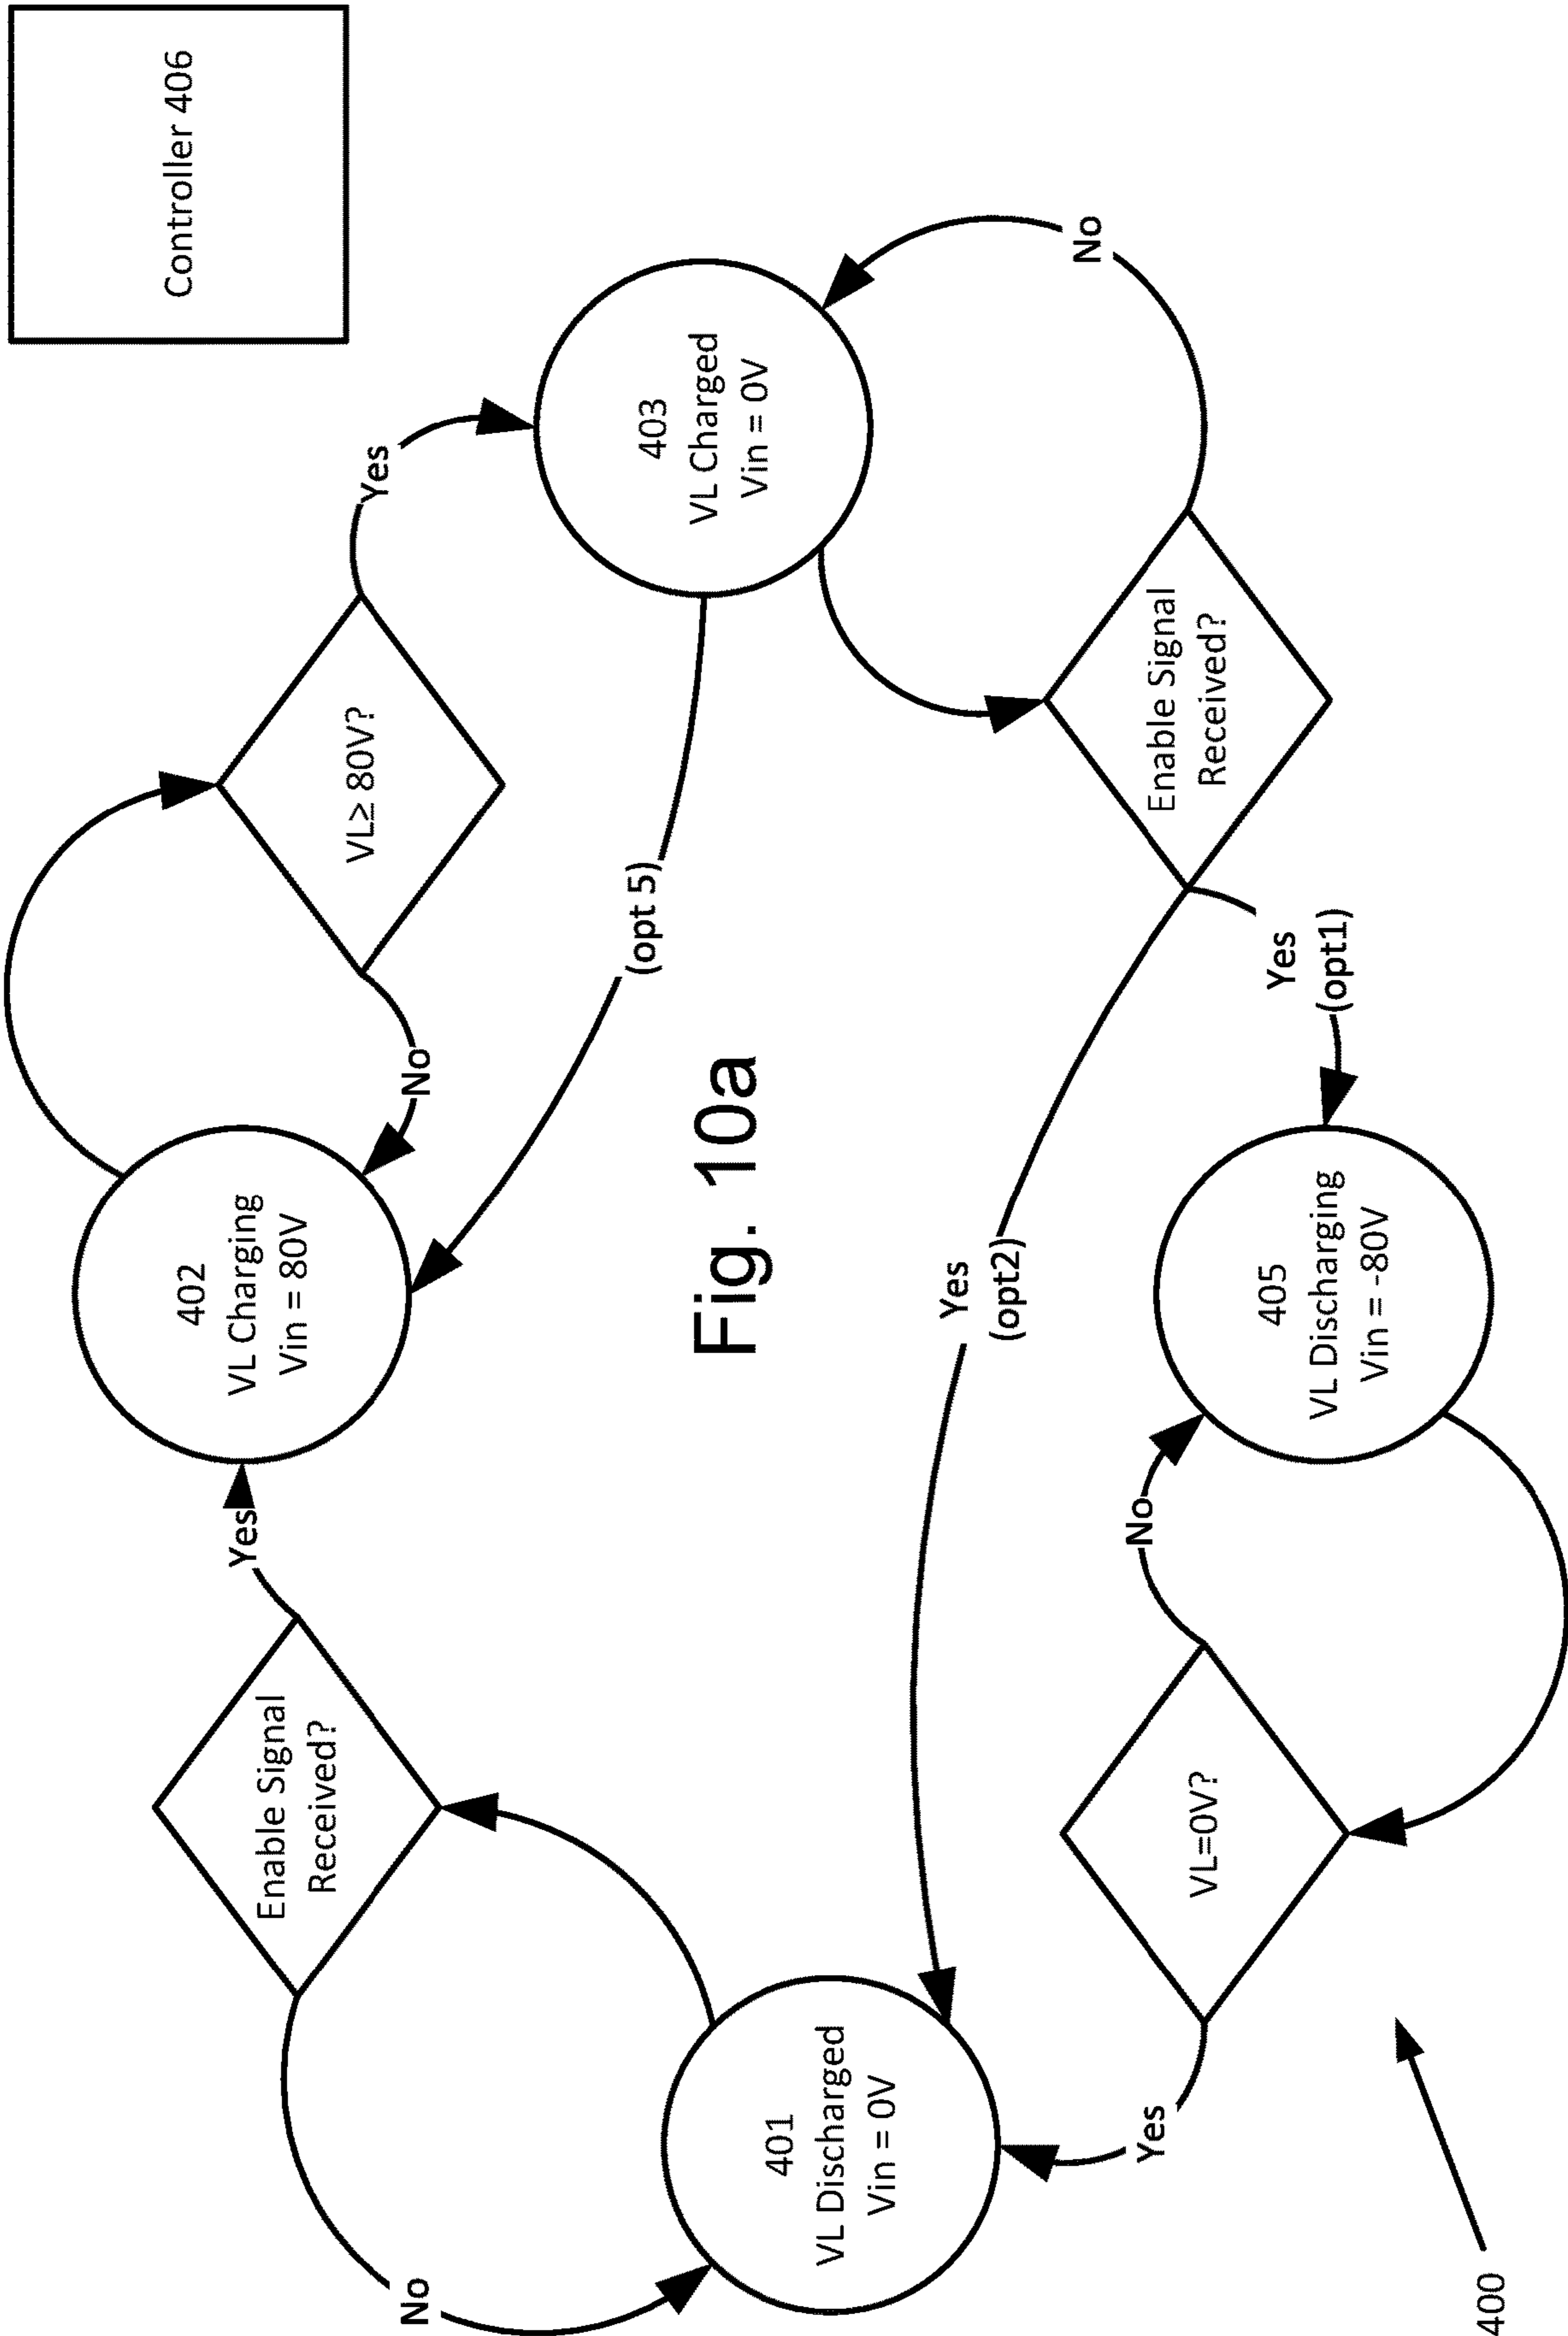 Controller 406
Enable Signal
Received?
Yes
402
VL Charging
Vin = 80V
VL≥ 80V?
No
Yes
No
401
VL Discharged
Vin = 0V
(opt 5)
403
VL Charged
Vin = 0V
Fig. 10a
Yes
(opt2)
Enable Signal
Received?
No
Yes
(opt1)
405
VL Discharging
Vin = -80V
No
VL=0V?
Yes
400